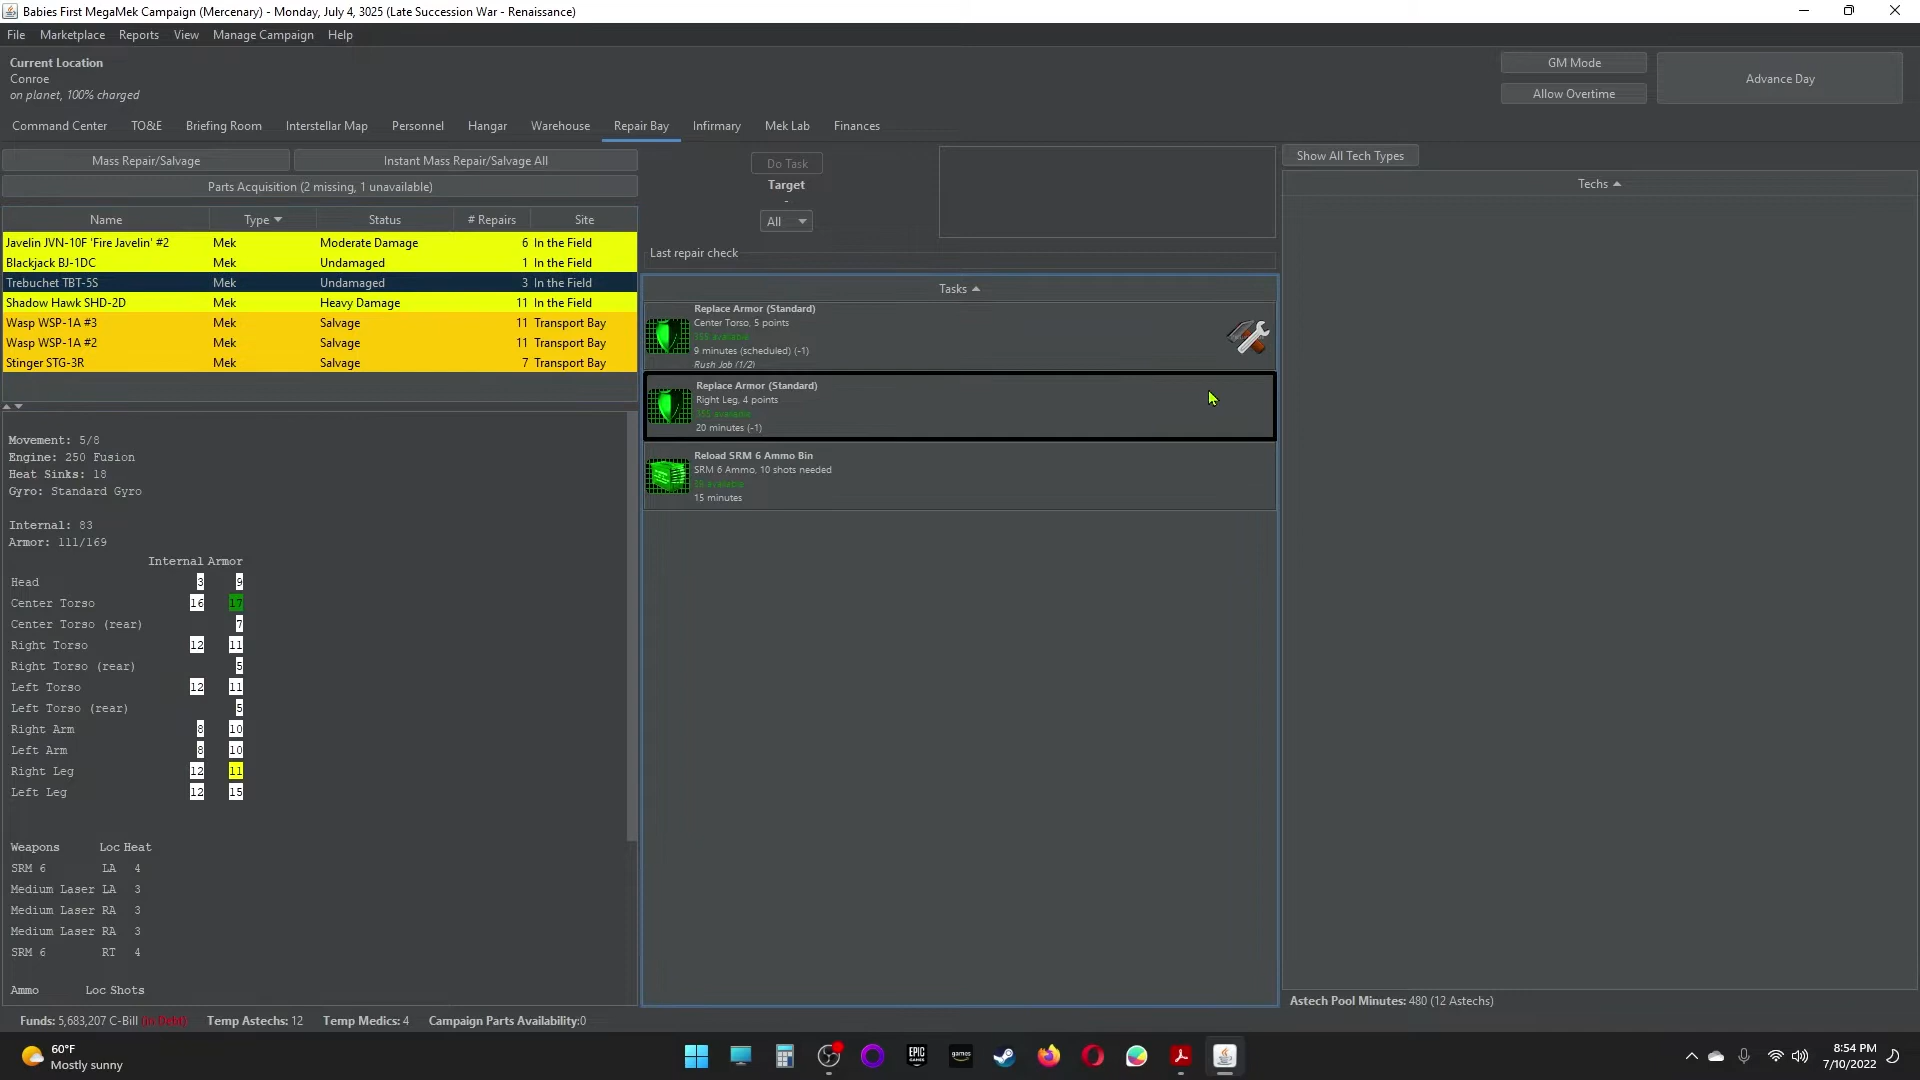 Babies First MegaMek Campaign (Mercenary) - Monday, July 4, 3025 (Late Succession War - Renaissance)
File Marketplace Reports View Manage Campaign Help
Current Location
Conroe
on planet, 100% charged
GM Mode
Allow Overtime
Advance Day
Command Center TO&E Briefing Room Interstellar Map Personnel Hangar Warehouse Repair Bay Infirmary Mek Lab Finances
Mass Repair/Salvage
Instant Mass Repair/Salvage All
Parts Acquisition (2 missing, 1 unavailable)
Name Type Status # Repairs Site
Javelin JVN-10F 'Fire Javelin' #2 Mek Moderate Damage 6 In the Field
Blackjack BJ-1DC Mek Undamaged 1 In the Field
Trebuchet TBT-5S Mek Undamaged 3 In the Field
Shadow Hawk SHD-2D Mek Heavy Damage 11 In the Field
Wasp WSP-1A #3 Mek Salvage 11 Transport Bay
Wasp WSP-1A #2 Mek Salvage 11 Transport Bay
Stinger STG-3R Mek Salvage 7 Transport Bay
Movement: 5/8
Engine: 250 Fusion
Heat Sinks: 18
Gyro: Standard Gyro
Internal: 83
Armor: 111/169
Internal Armor
Head 3 9
Center Torso 16 17
Center Torso (rear) 7
Right Torso 12 11
Right Torso (rear) 5
Left Torso 12 11
Left Torso (rear) 5
Right Arm 8 10
Left Arm 8 10
Right Leg 12 11
Left Leg 12 15
Weapons Loc Heat
SRM 6 LA 4
Medium Laser LA 3
Medium Laser RA 3
Medium Laser RA 3
SRM 6 RT 4
Ammo Loc Shots
Do Task
Target
-
All
Last repair check
Tasks
Replace Armor (Standard)
Center Torso, 5 points
available
9 minutes (scheduled) (-1)
Rush Job (1/2)
Replace Armor (Standard)
Right Leg, 4 points
available
20 minutes (-1)
Reload SRM 6 Ammo Bin
SRM 6 Ammo, 10 shots needed
available
15 minutes
Show All Tech Types
Techs
Astech Pool Minutes: 480 (12 Astechs)
Funds: 5,683,207 C-Bill (in Debt) Temp Astechs: 12 Temp Medics: 4 Campaign Parts Availability:0
60°F
Mostly sunny
EPIC
GAMES
games
8:54 PM
7/10/2022